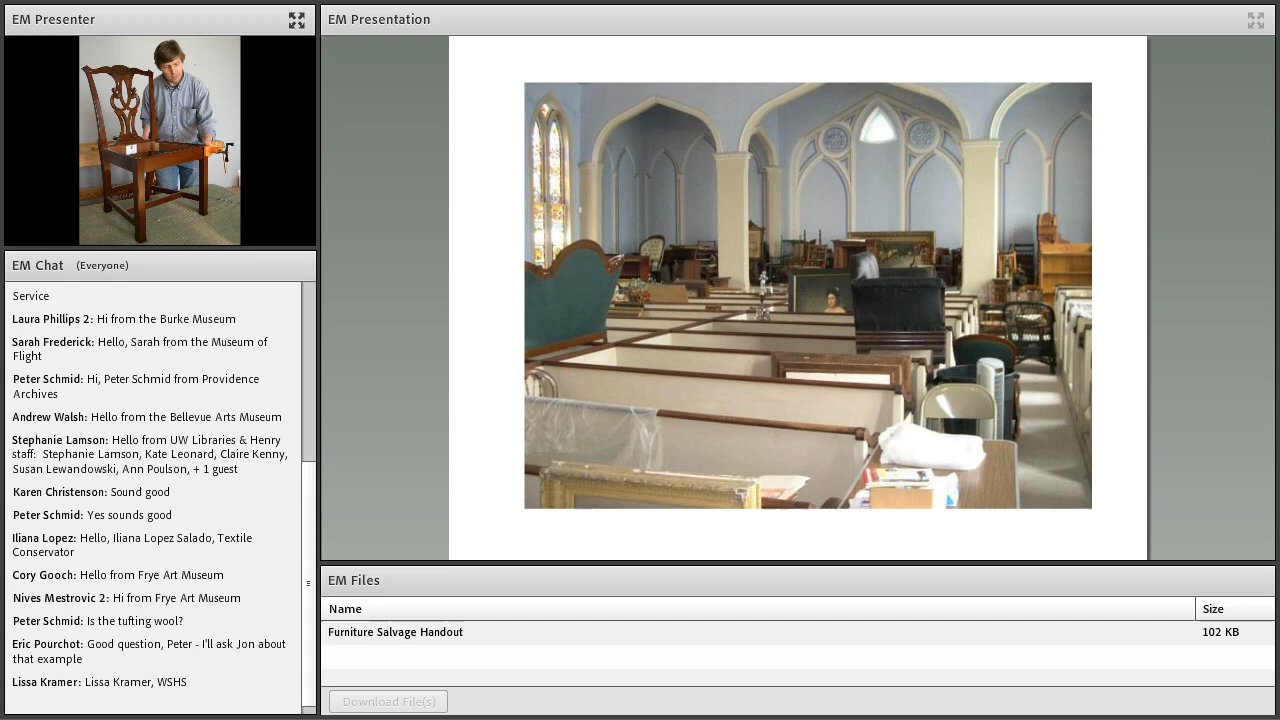 EM Presenter
EM Presentation
EM Chat (Everyone)
Service
Laura Phillips 2: Hi from the Burke Museum
Sarah Frederick: Hello, Sarah from the Museum of
Flight
Peter Schmid: Hi, Peter Schmid from Providence
Archives
Andrew Walsh: Hello from the Bellevue Arts Museum
Stephanie Lamson: Hello from UW Libraries & Henry
staff: Stephanie Lamson, Kate Leonard, Claire Kenny,
Susan Lewandowski, Ann Poulson, + 1 guest
Karen Christenson: Sound good
Peter Schmid: Yes sounds good
Iliana Lopez: Hello, Iliana Lopez Salado, Textile
Conservator
Cory Gooch: Hello from Frye Art Museum
Nives Mestrovic 2: Hi from Frye Art Museum
Peter Schmid: Is the tufting wool?
Eric Pourchot: Good question, Peter - I'll ask Jon about
that example
Lissa Kramer: Lissa Kramer, WSHS
EM Files
Name Size
Furniture Salvage Handout 102 KB
Download File(s)